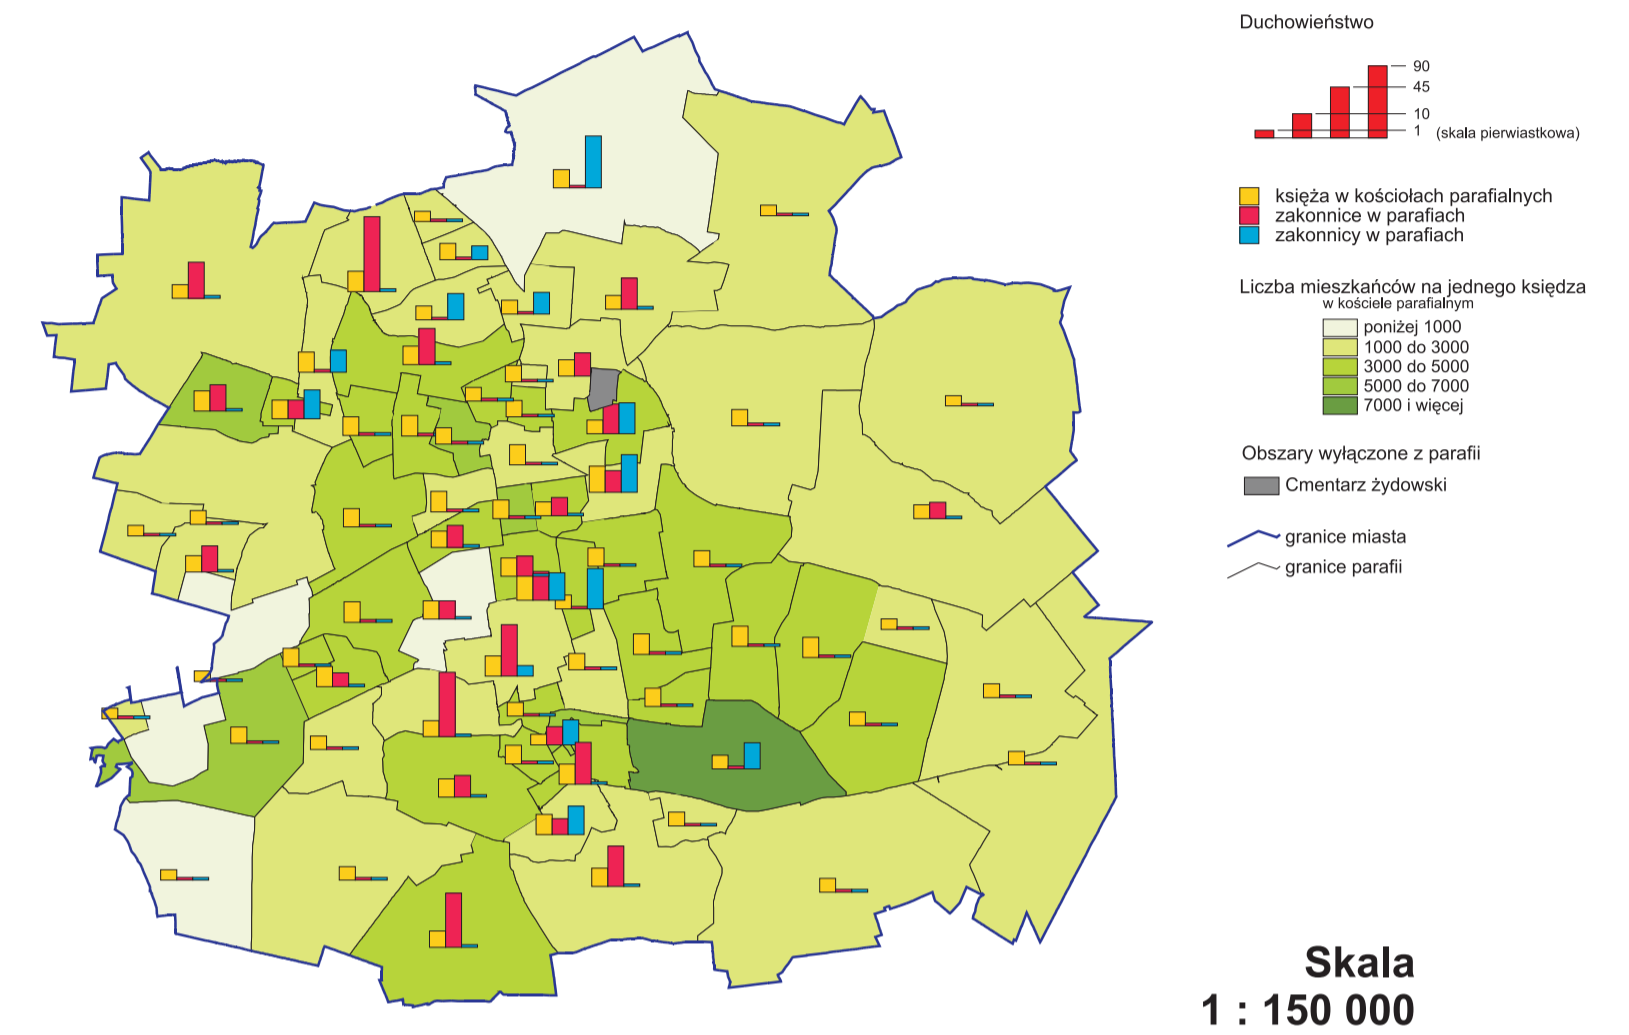 Duchowieństwo
90
45
10
1 (skala pierwiastkowa)
księża w kościołach parafialnych
zakonnice w parafiach
zakonnicy w parafiach
Liczba mieszkańców na jednego księdza
w kościele parafialnym
poniżej 1000
1000 do 3000
3000 do 5000
5000 do 7000
7000 i więcej
Obszary wyłączone z parafii
Cmentarz żydowski
granice miasta
granice parafii
Skala
1 : 150 000